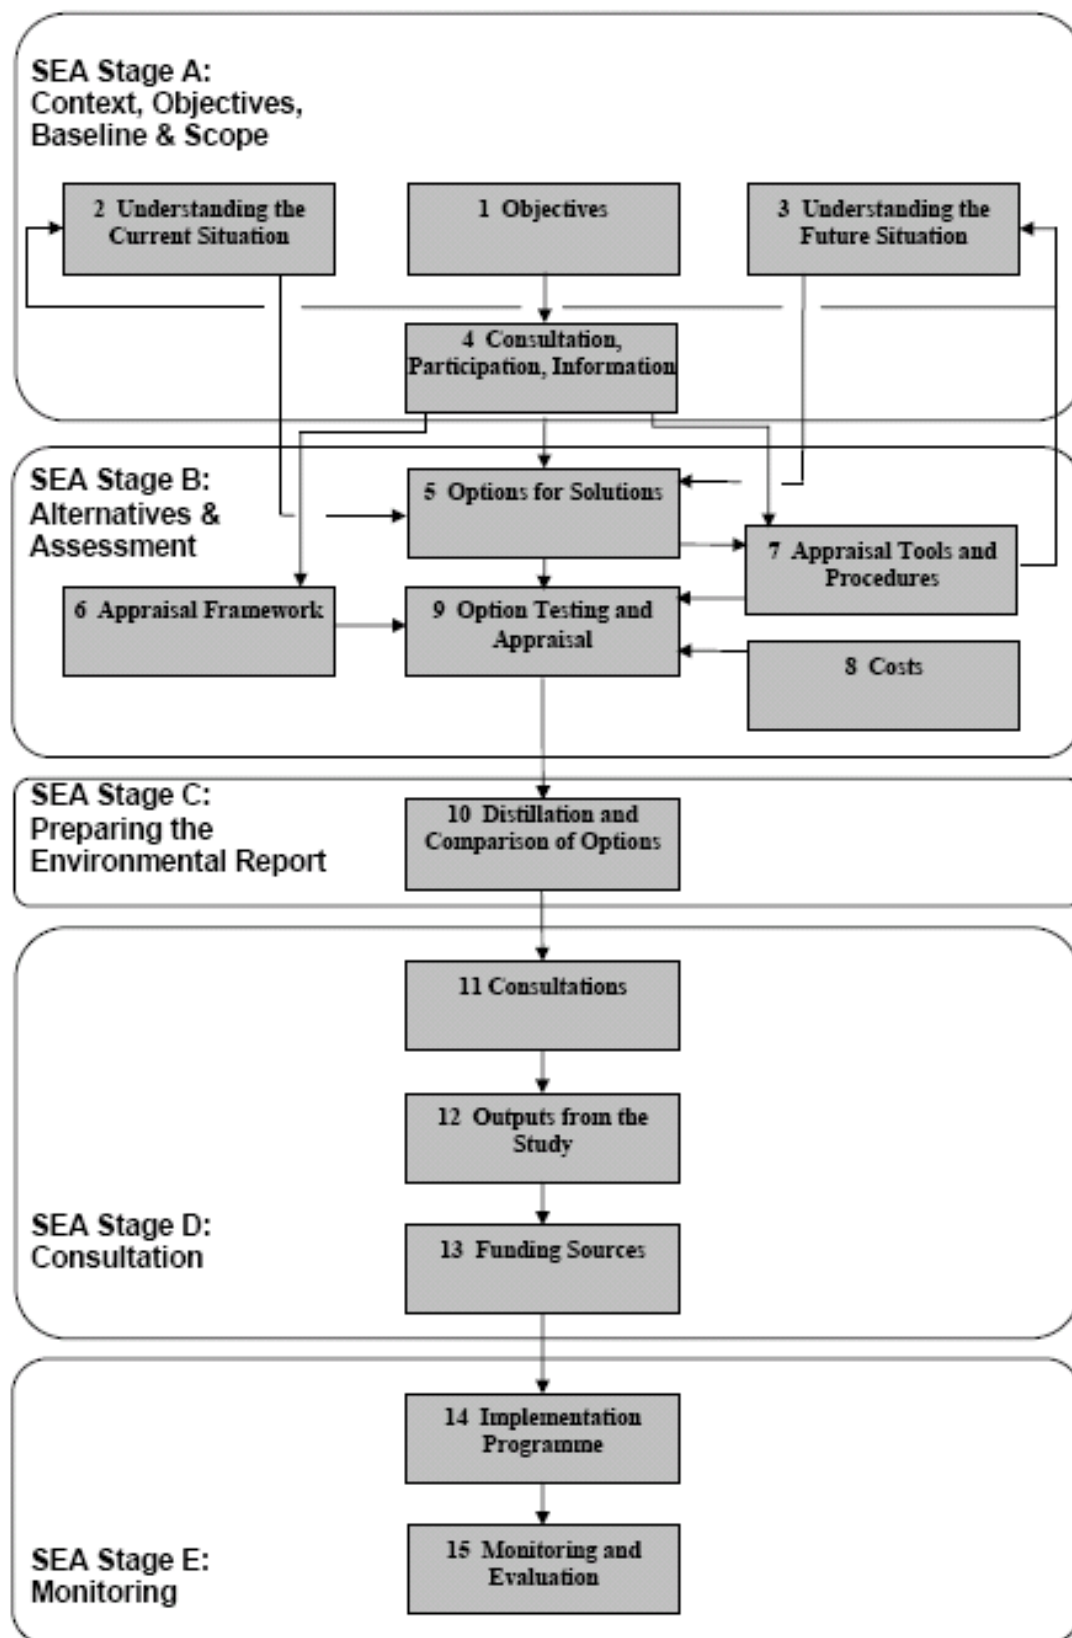 SEA Stage A:
Context, Objectives,
Baseline & Scope
2 Understanding the
Current Situation
1 Objectives
3 Understanding the
Future Situation
4 Consultation,
Participation, Information
SEA Stage B:
Alternatives &
Assessment
5 Options for Solutions
7 Appraisal Tools and
Procedures
6 Appraisal Framework
9 Option Testing and
Appraisal
8 Costs
SEA Stage C:
Preparing the
Environmental Report
10 Distillation and
Comparison of Options
11 Consultations
12 Outputs from the
Study
SEA Stage D:
Consultation
13 Funding Sources
14 Implementation
Programme
SEA Stage E:
Monitoring
15 Monitoring and
Evaluation